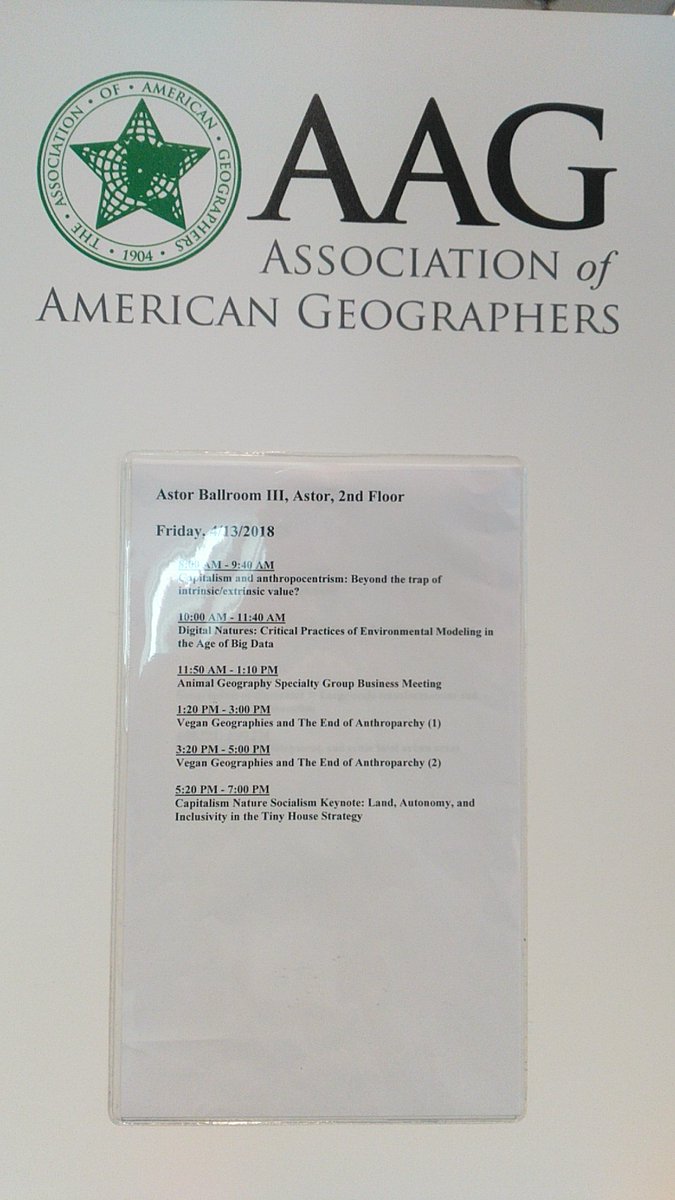 THE • ASSOCIATION • OF • AMERICAN • GEOGRAPHERS
• 1904 •
AAG
ASSOCIATION of
AMERICAN GEOGRAPHERS
Astor Ballroom III, Astor, 2nd Floor
Friday, 4/13/2018
AM - 9:40 AM
Capitalism and anthropocentrism: Beyond the trap of
intrinsic/extrinsic value?
10:00 AM - 11:40 AM
Digital Natures: Critical Practices of Environmental Modeling in
the Age of Big Data
11:50 AM - 1:10 PM
Animal Geography Specialty Group Business Meeting
1:20 PM - 3:00 PM
Vegan Geographies and The End of Anthroparchy (1)
3:20 PM - 5:00 PM
Vegan Geographies and The End of Anthroparchy (2)
5:20 PM - 7:00 PM
Capitalism Nature Socialism Keynote: Land, Autonomy, and
Inclusivity in the Tiny House Strategy